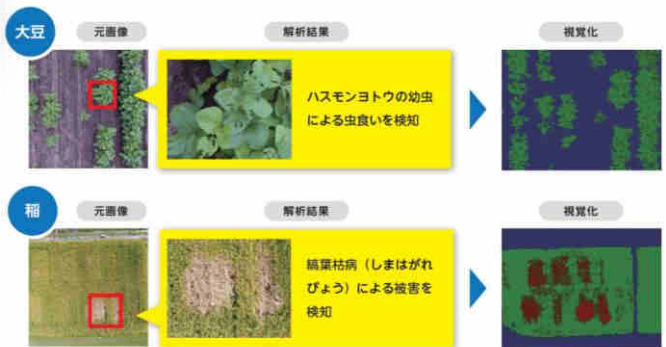 大豆
元画像
解析結果
視覚化
ハスモンヨトウの幼虫
による虫食いを検知
稲
元画像
解析結果
視覚化
縞葉枯病（しまはがれ
びょう）による被害を
検知